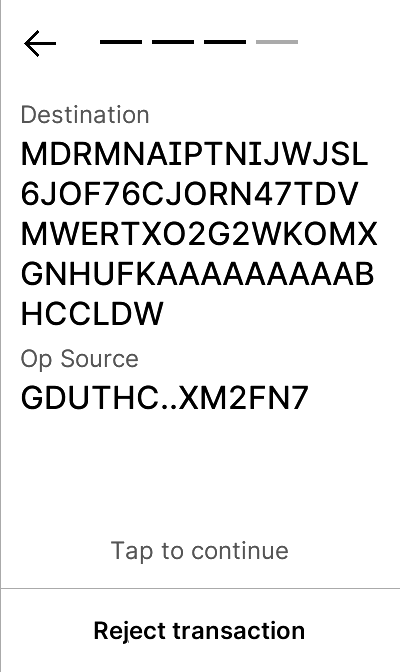 Destination
MDRMNAIPTNIJWJSL
6JOF76CJORN47TDV
MWERTXO2G2WKOMX
GNHUFKAAAAAAAAAB
HCCLDW
Op Source
GDUTHC..XM2FN7
Tap to continue
Reject transaction